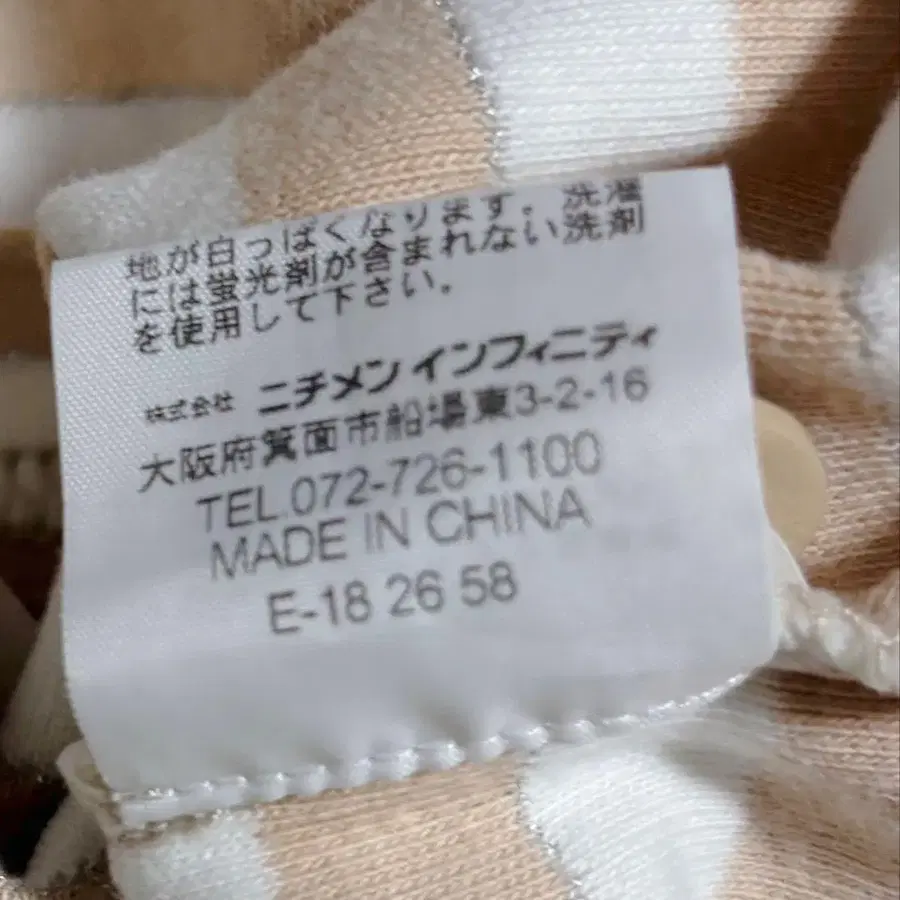 地が白っぽくなります。洗濯
には蛍光剤が含まれない洗剤
を使用して下さい。
株式会社 ニチメン インフィニティ
大阪府箕面市船場東3-2-16
TEL.072-726-1100
MADE IN CHINA
E-18 26 58